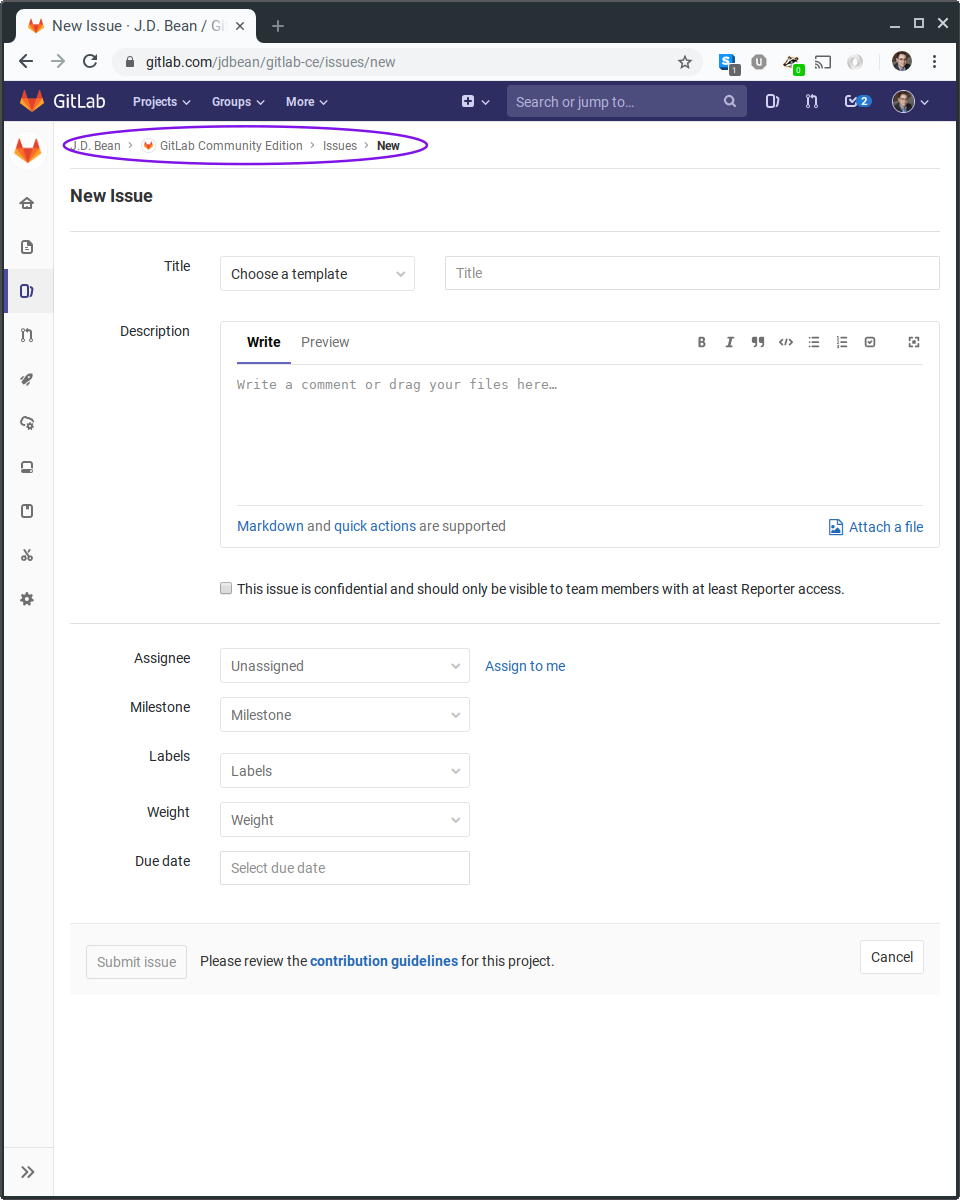 New Issue · J.D. Bean / Gi
gitlab.com/jdbean/gitlab-ce/issues/new
S 1 U 0
GitLab Projects Groups More Search or jump to… 2
J.D. Bean › GitLab Community Edition › Issues › New
New Issue
Title Choose a template Title
Description Write Preview B I
Write a comment or drag your files here…
Markdown and quick actions are supported Attach a file
This issue is confidential and should only be visible to team members with at least Reporter access.
Assignee Unassigned Assign to me
Milestone Milestone
Labels Labels
Weight Weight
Due date Select due date
Submit issue Please review the contribution guidelines for this project. Cancel